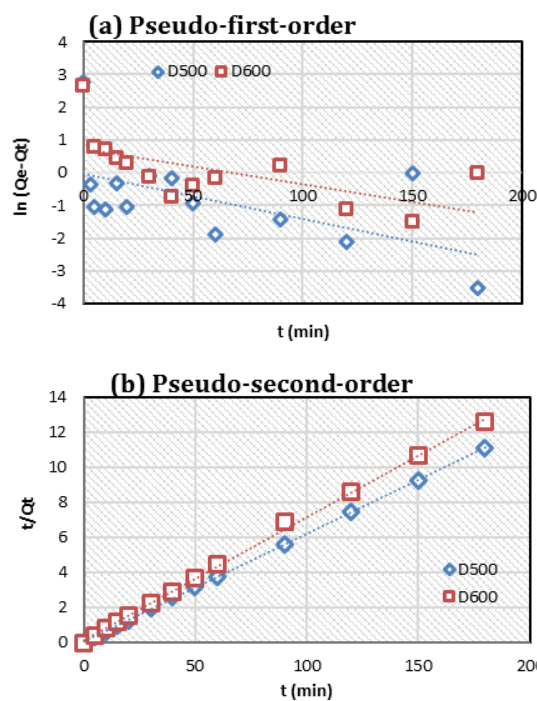 (a) Pseudo-first-order
4
3
2
1
0
-1
-2
-3
-4
D500 D600
0 50 100 150 200
ln (Qe-Qt)
t (min)
(b) Pseudo-second-order
14
12
10
8
6
4
2
0
t/Qt
D500
D600
0 50 100 150 200
t (min)